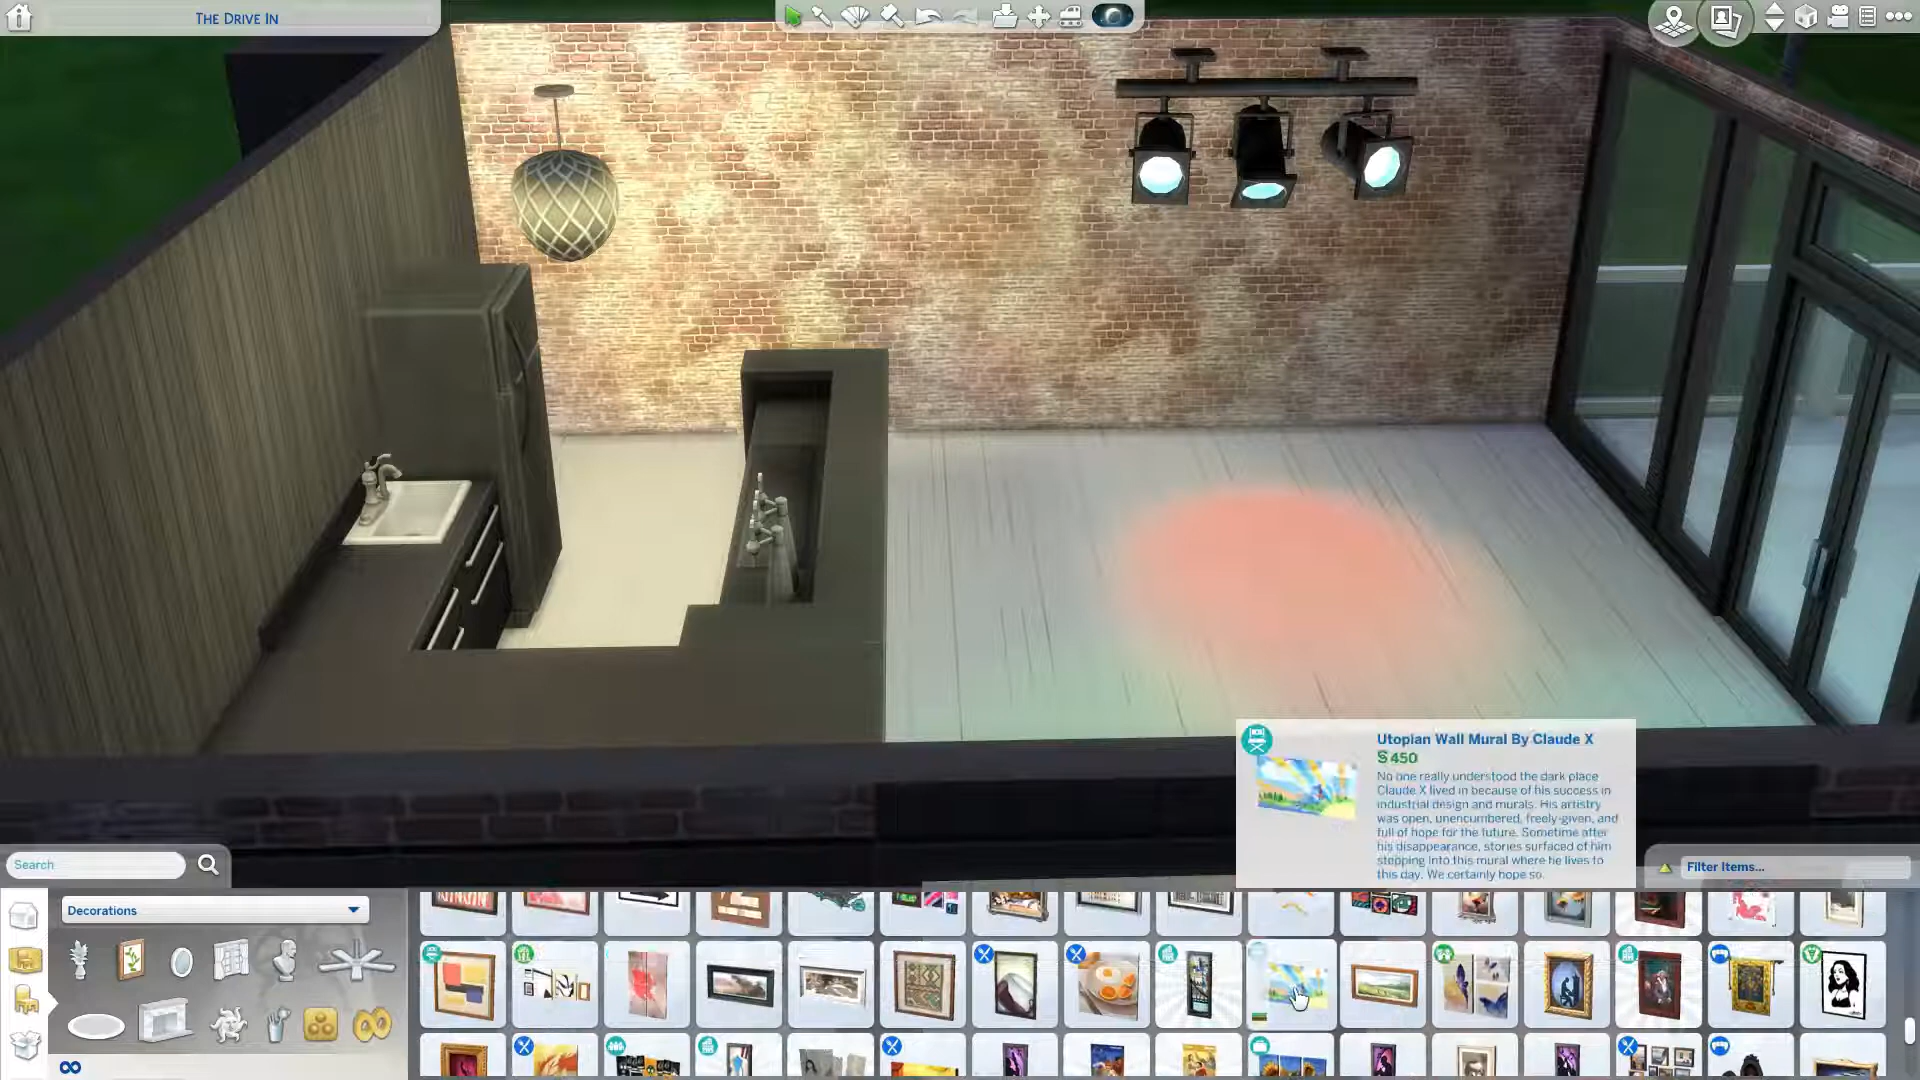 THE DRIVE IN
Utopian Wall Mural By Claude X
§450
No one really understood the dark place
Claude X lived in because of his success in
industrial design and murals. His artistry
was open, unencumbered, freely-given, and
full of hope for the future. Sometime after
his disappearance, stories surfaced of him
stepping into this mural where he lives to
this day. We certainly hope so.
Search
Filter Items...
Decorations